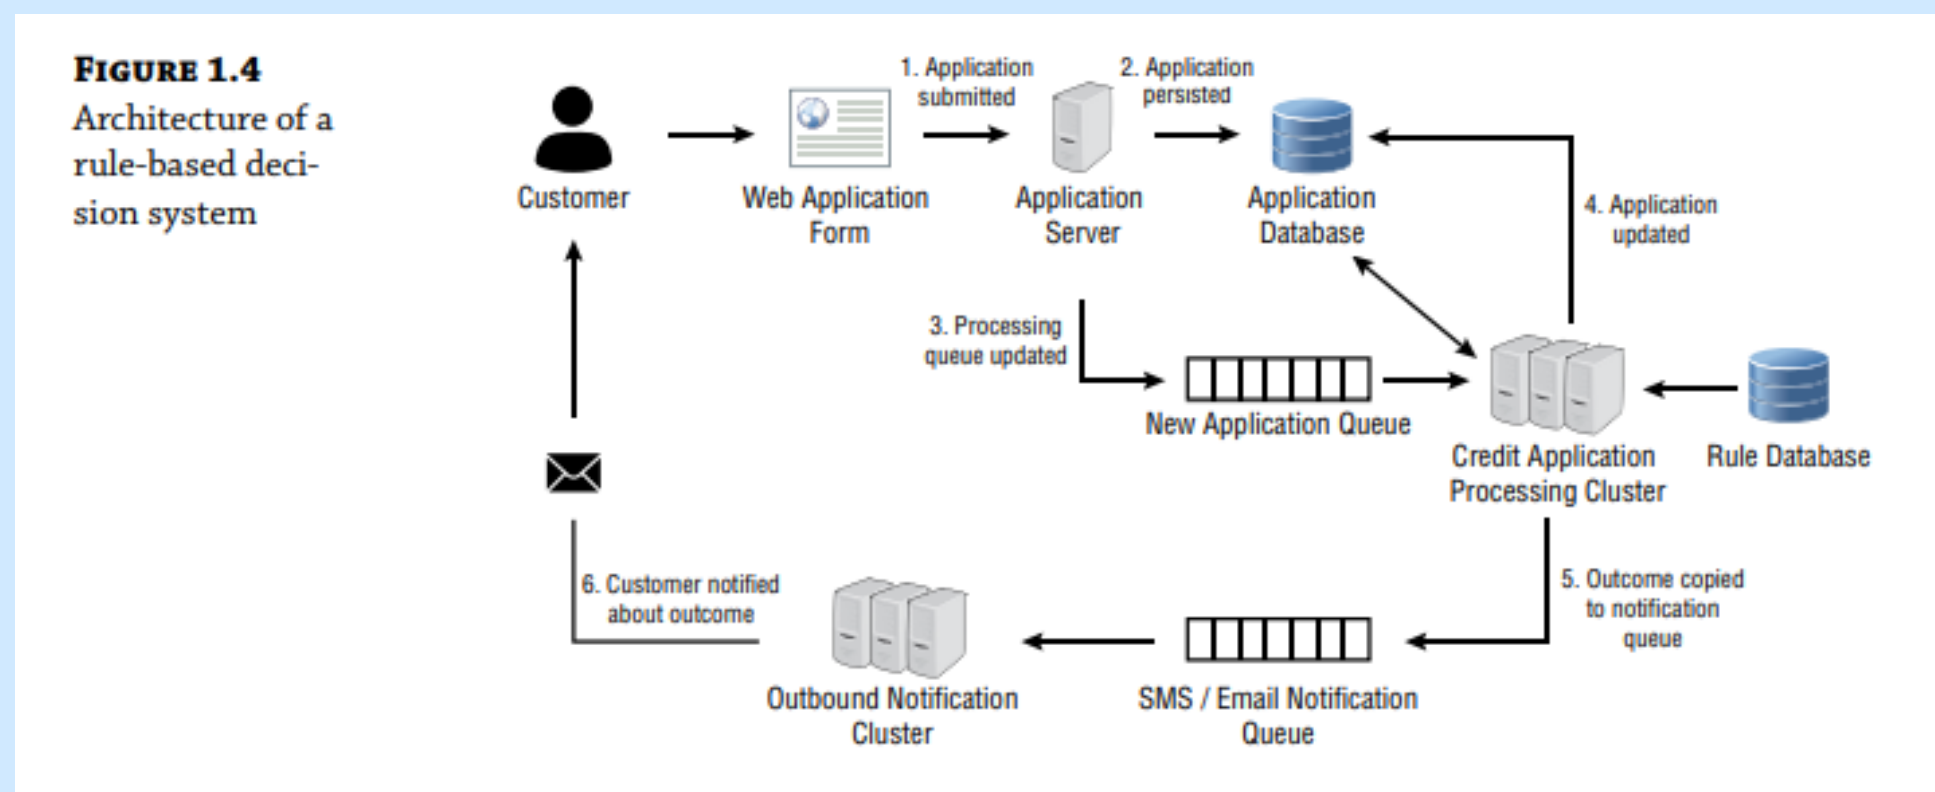 FIGURE 1.4
Architecture of a
rule-based deci-
sion system
1. Application
submitted
2. Application
persisted
Customer
Web Application
Form
Application
Server
Application
Database
4. Application
updated
3. Processing
queue updated
New Application Queue
Credit Application
Processing Cluster
Rule Database
5. Outcome copied
to notification
queue
6. Customer notified
about outcome
Outbound Notification
Cluster
SMS / Email Notification
Queue